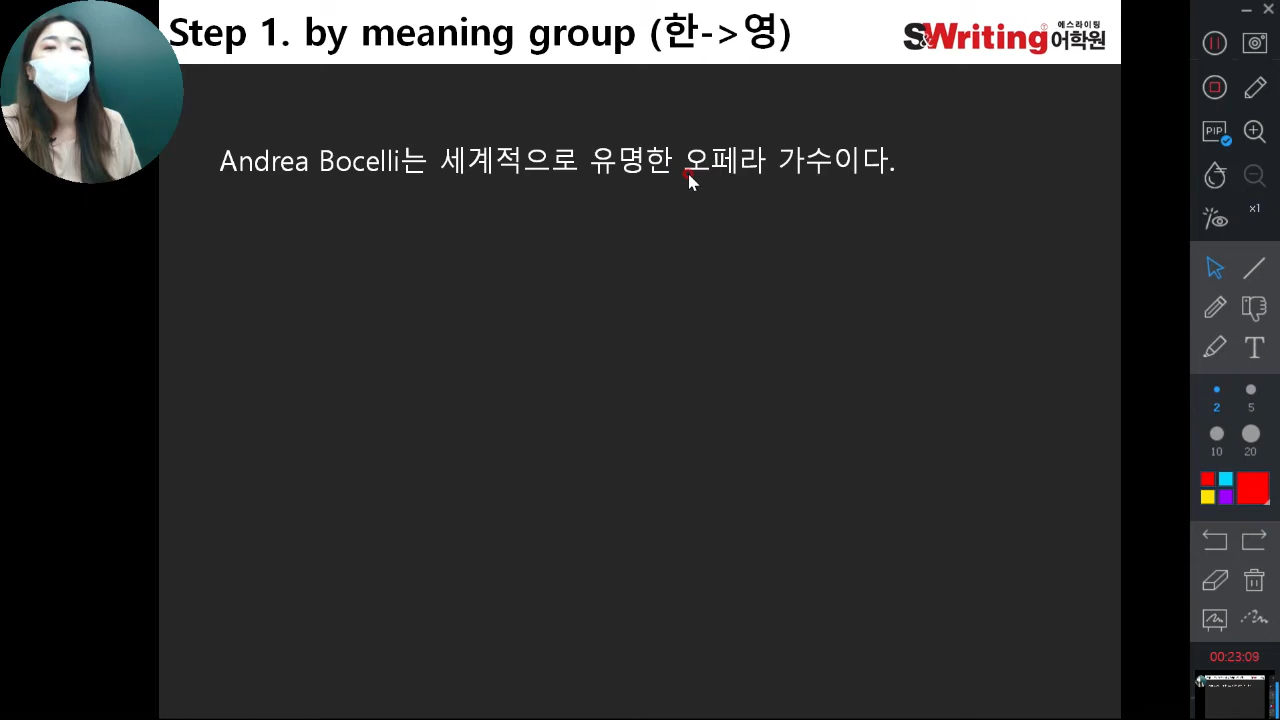 Step 1. by meaning group (한->영)
S&Writing 에스라이팅 어학원
Andrea Bocelli는 세계적으로 유명한 오페라 가수이다.
PIP
x1
T
2 5
10 20
00:23:09